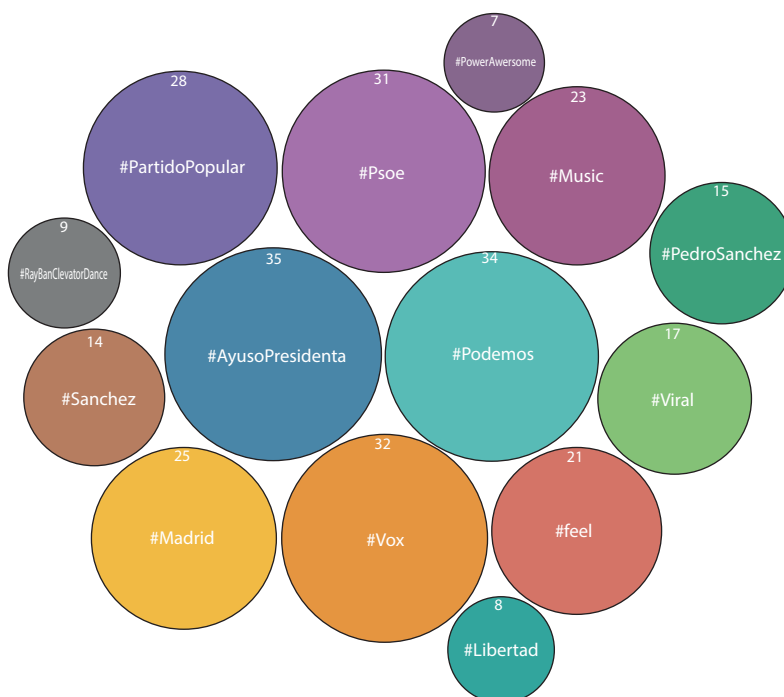 7
#PowerAwersome
28
#PartidoPopular
31
#Psoe
23
#Music
15
#PedroSanchez
9
#RayBanClevatorDance
35
#AyusoPresidenta
34
#Podemos
17
#Viral
14
#Sanchez
25
#Madrid
32
#Vox
21
#feel
8
#Libertad